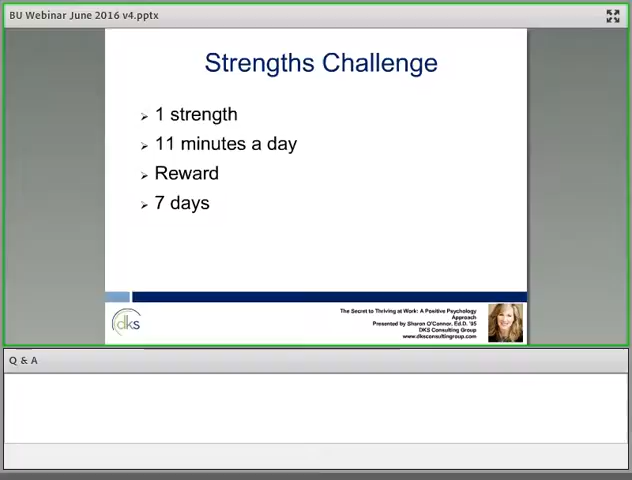 BU Webinar June 2016 v4.pptx
Strengths Challenge
1 strength
11 minutes a day
Reward
7 days
dks
The Secret to Thriving at Work: A Positive Psychology
Approach
Presented by Sharon O'Connor, Ed.D. '95
DKS Consulting Group
www.dksconsultinggroup.com
Q & A